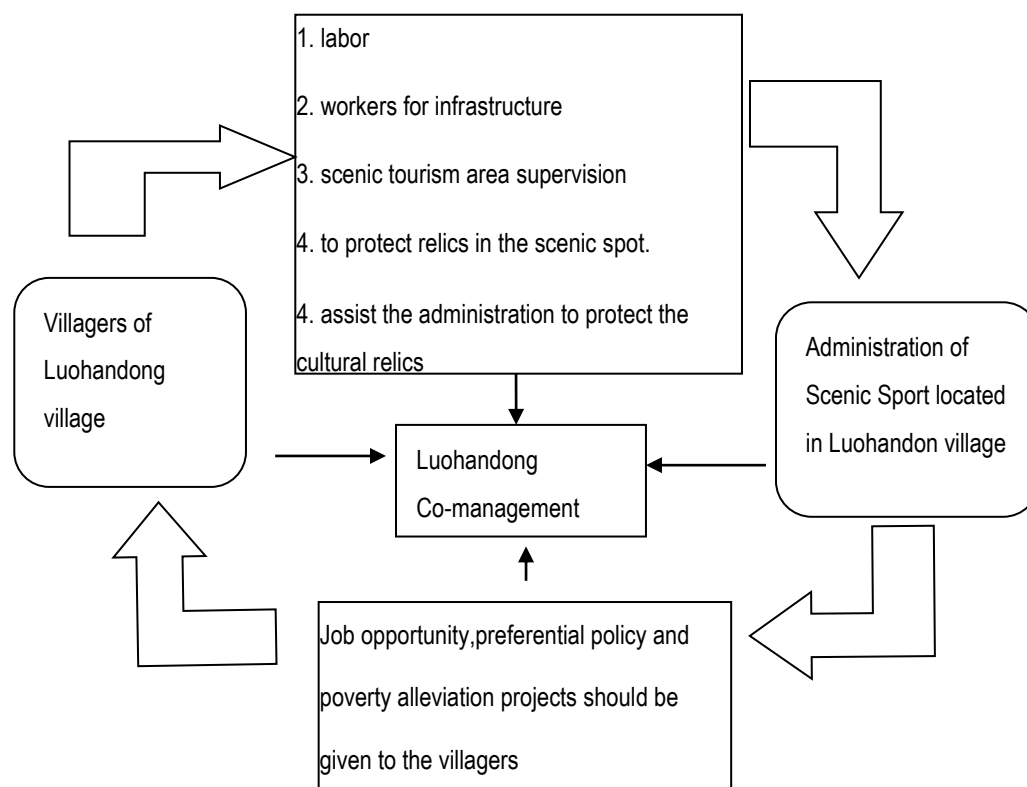 1. labor
2. workers for infrastructure
3. scenic tourism area supervision
4. to protect relics in the scenic spot.
4. assist the administration to protect the
cultural relics
Villagers of
Luohandong
village
Administration of
Scenic Sport located
in Luohandon village
Luohandong
Co-management
Job opportunity,preferential policy and
poverty alleviation projects should be
given to the villagers